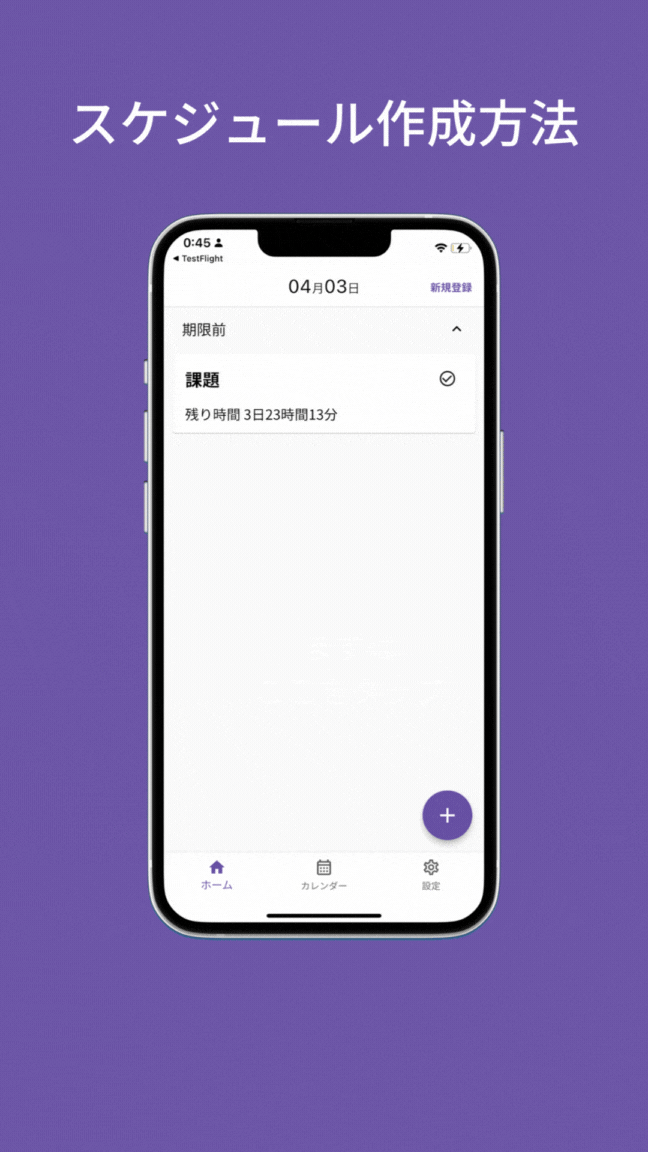 スケジュール作成方法
0:45
◀ TestFlight
04月03日
新規登録
期限前
課題
残り時間 3日23時間13分
ホーム
カレンダー
設定